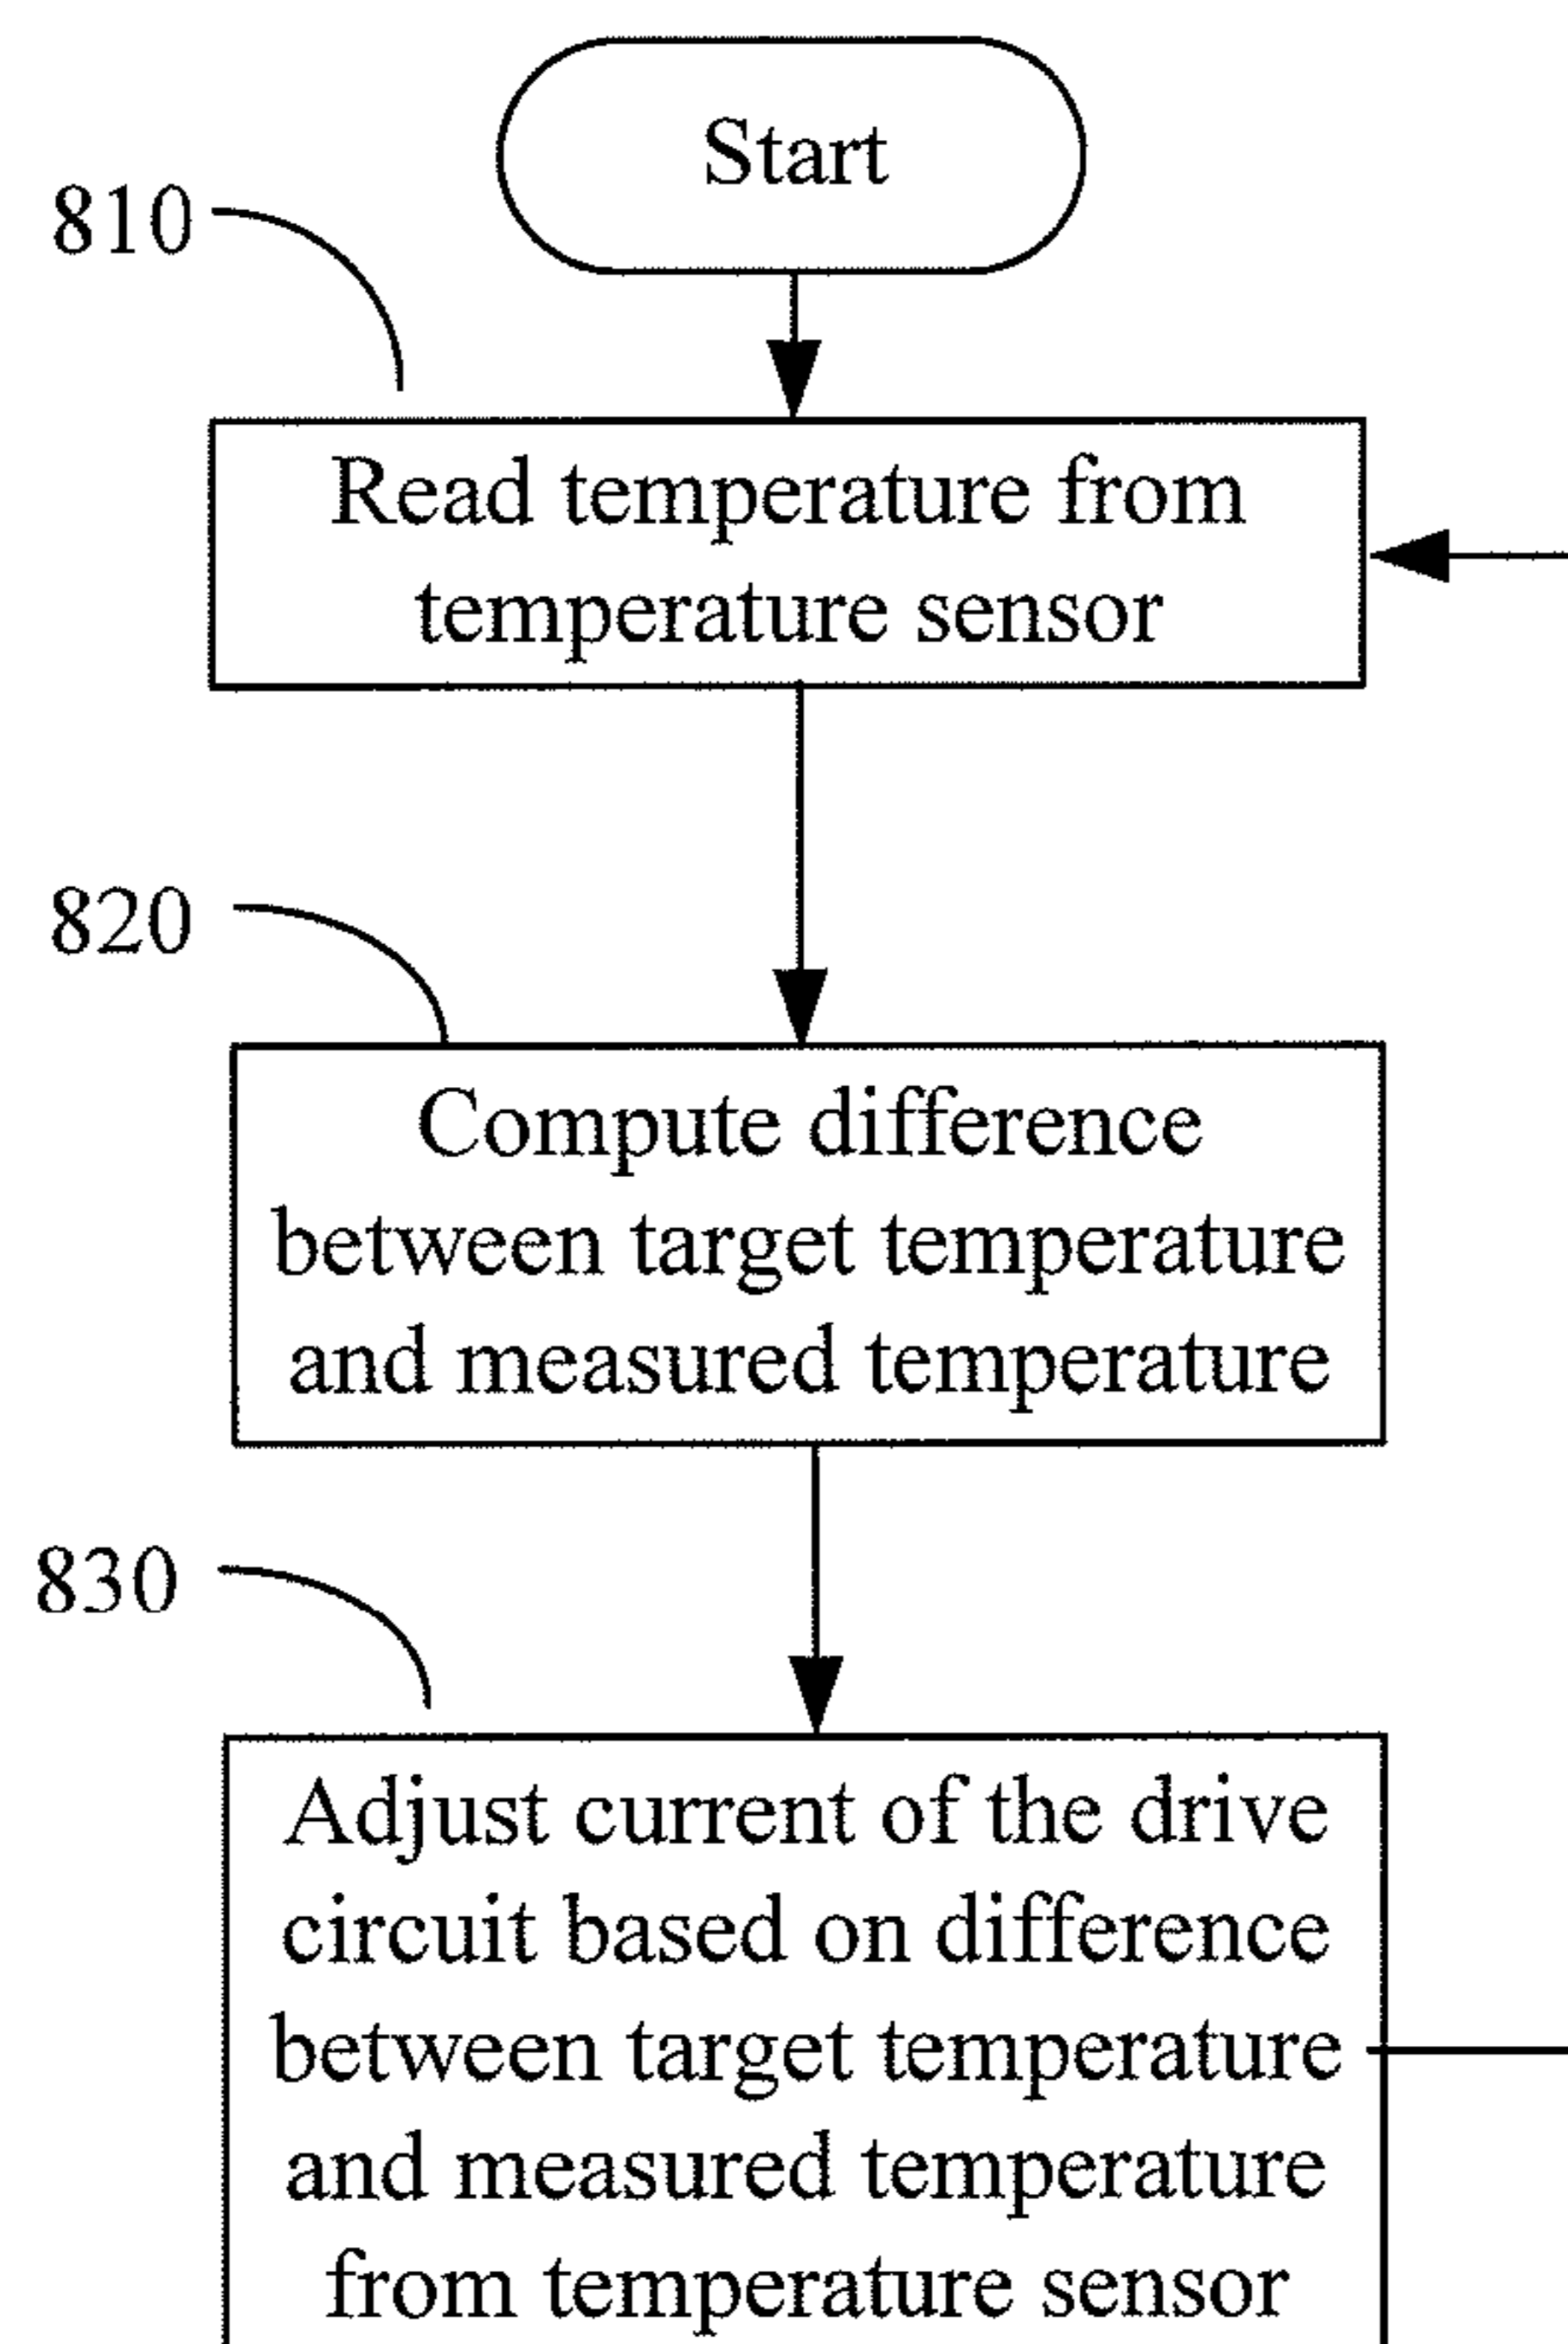 Start
810
Read temperature from
temperature sensor
820
Compute difference
between target temperature
and measured temperature
830
Adjust current of the drive
circuit based on difference
between target temperature
and measured temperature
from temperature sensor